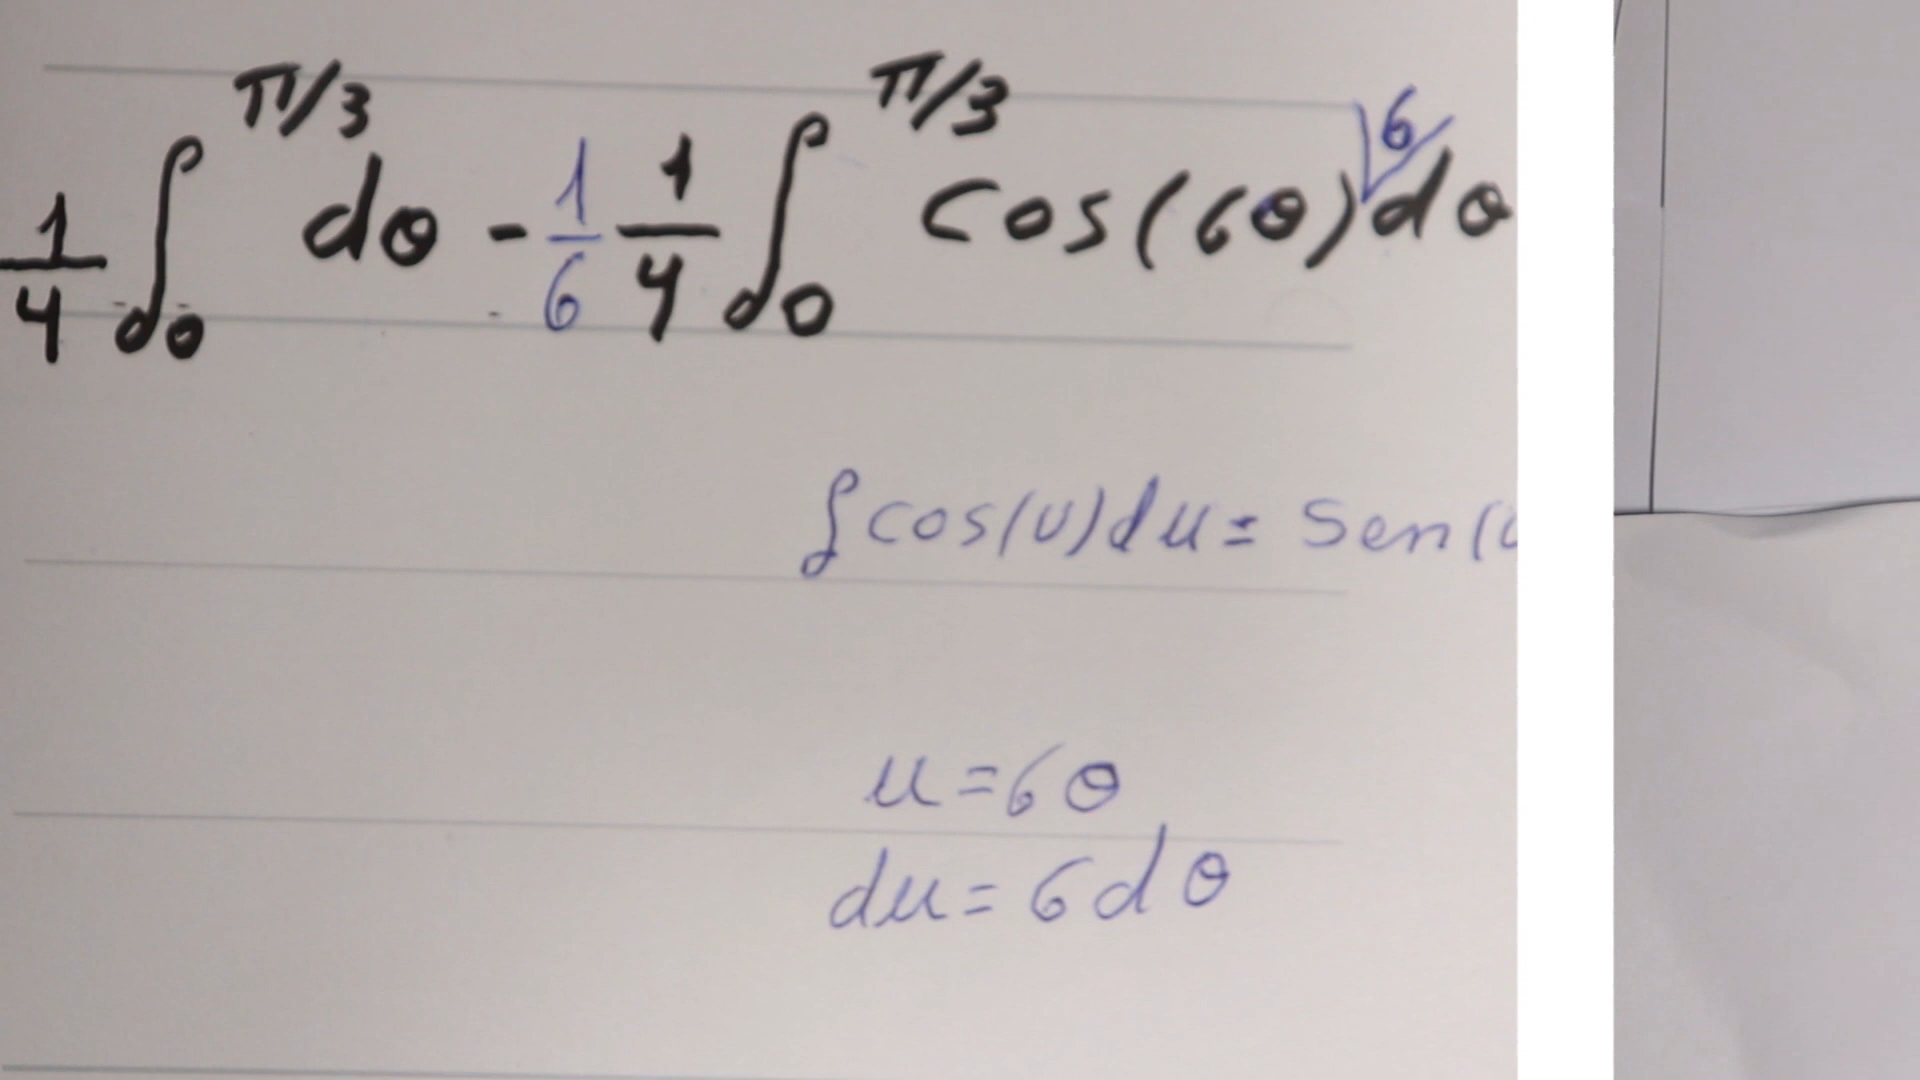 1/4 ∫₀^π/3 dθ - 1/6 1/4 ∫₀^π/3 cos(6θ) 6 dθ
∫cos(u)du = Sen(
u = 6θ
du = 6dθ